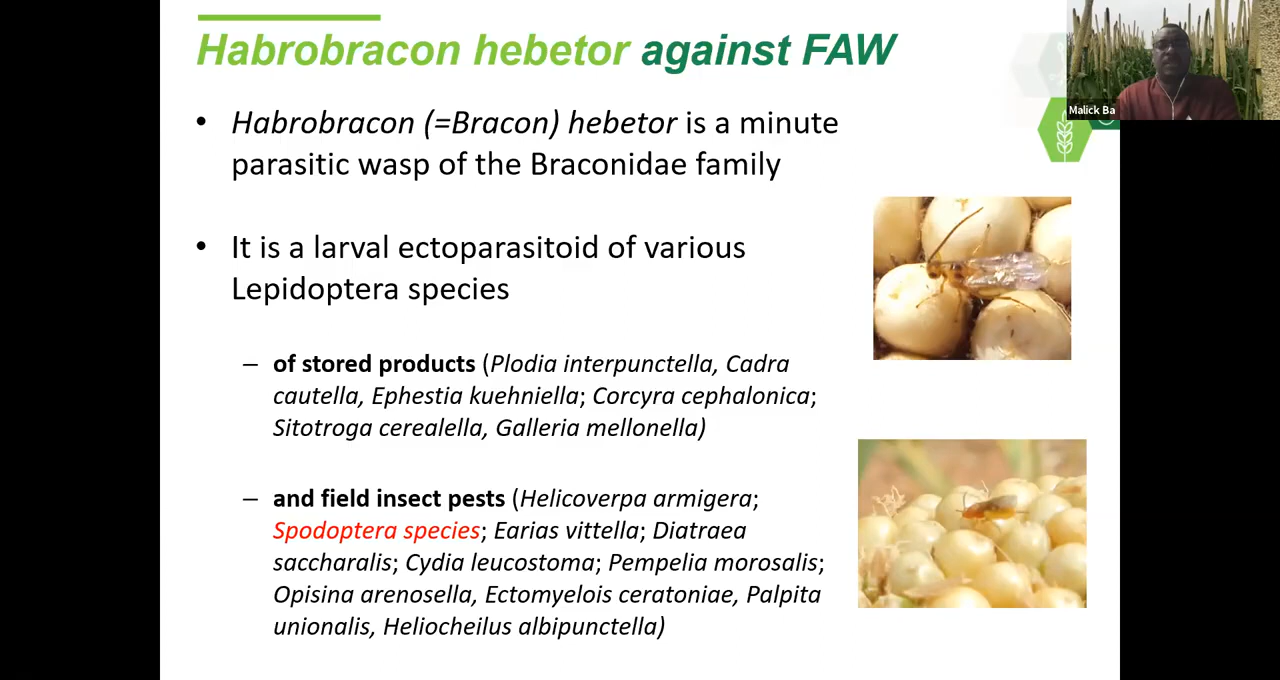 Habrobracon hebetor against FAW
Malick Ba
• Habrobracon (=Bracon) hebetor is a minute
parasitic wasp of the Braconidae family
• It is a larval ectoparasitoid of various
Lepidoptera species
– of stored products (Plodia interpunctella, Cadra
cautella, Ephestia kuehniella; Corcyra cephalonica;
Sitotroga cerealella, Galleria mellonella)
– and field insect pests (Helicoverpa armigera;
Spodoptera species; Earias vittella; Diatraea
saccharalis; Cydia leucostoma; Pempelia morosalis;
Opisina arenosella, Ectomyelois ceratoniae, Palpita
unionalis, Heliocheilus albipunctella)